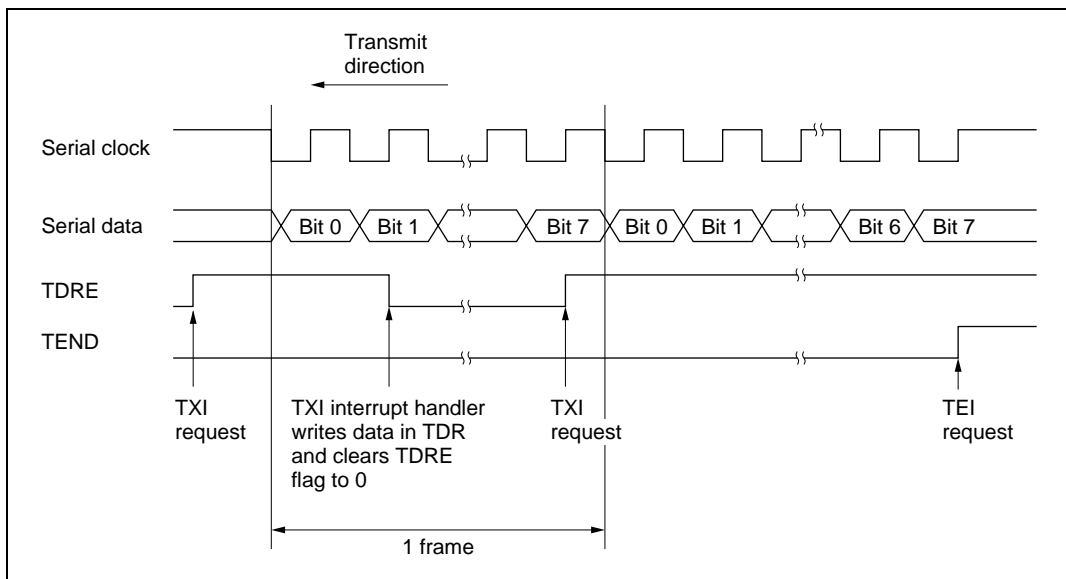 Transmit
direction
Serial clock
Serial data
Bit 0
Bit 1
Bit 7
Bit 0
Bit 1
Bit 6
Bit 7
TDRE
TEND
TXI
request
TXI interrupt handler
writes data in TDR
and clears TDRE
flag to 0
TXI
request
TEI
request
1 frame